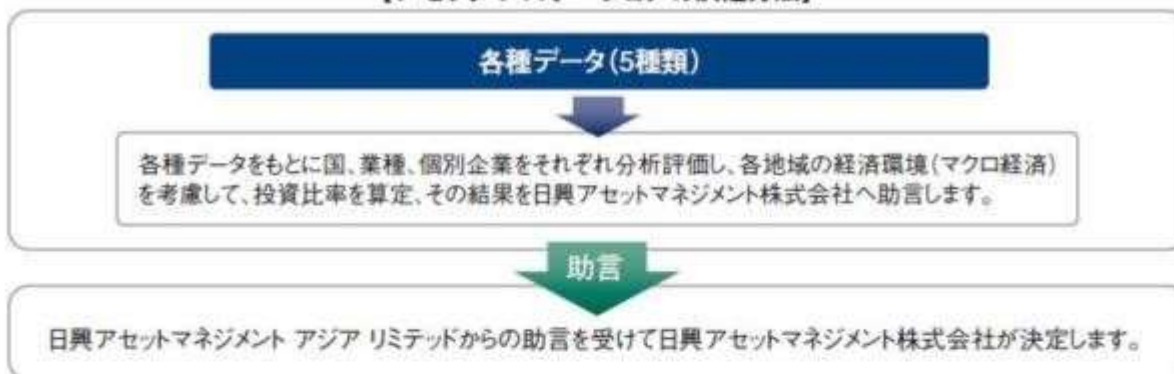 各種データ(5種類)
各種データをもとに国、業種、個別企業をそれぞれ分析評価し、各地域の経済環境(マクロ経済)
を考慮して、投資比率を算定、その結果を日興アセットマネジメント株式会社へ助言します。
助言
日興アセットマネジメント アジア リミテッドからの助言を受けて日興アセットマネジメント株式会社が決定します。